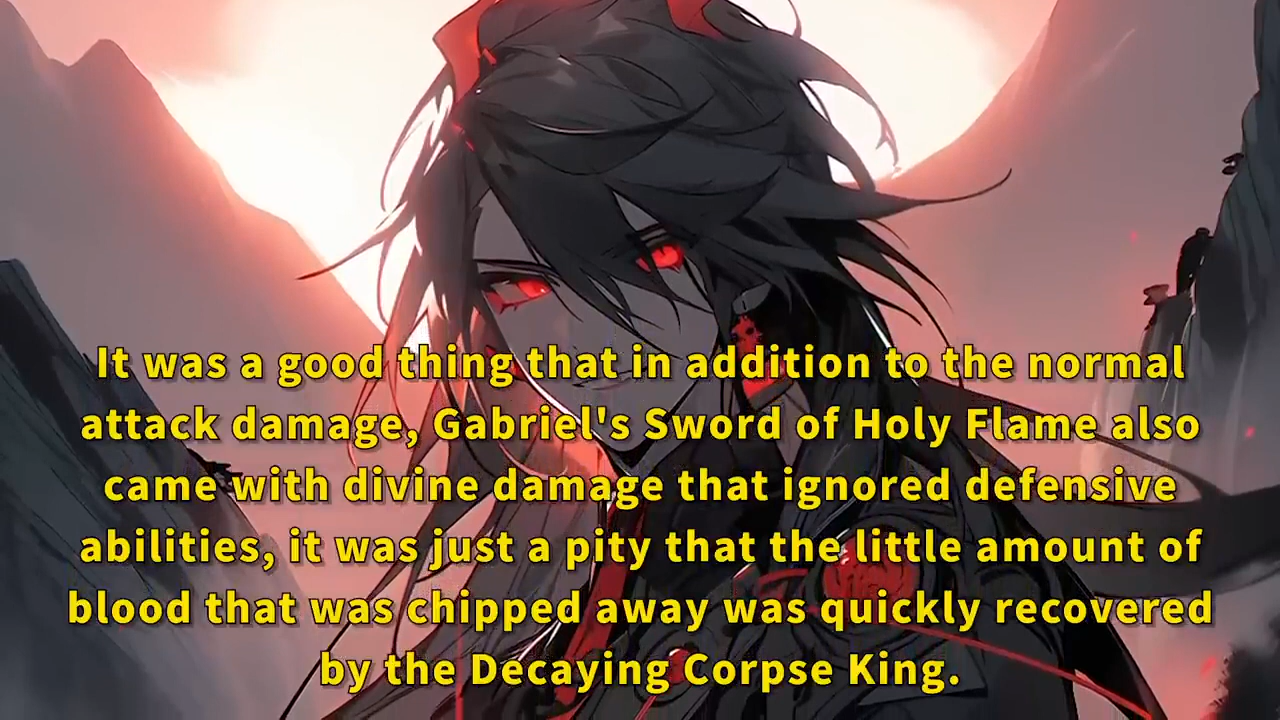 It was a good thing that in addition to the normal
attack damage, Gabriel's Sword of Holy Flame also
came with divine damage that ignored defensive
abilities, it was just a pity that the little amount of
blood that was chipped away was quickly recovered
by the Decaying Corpse King.